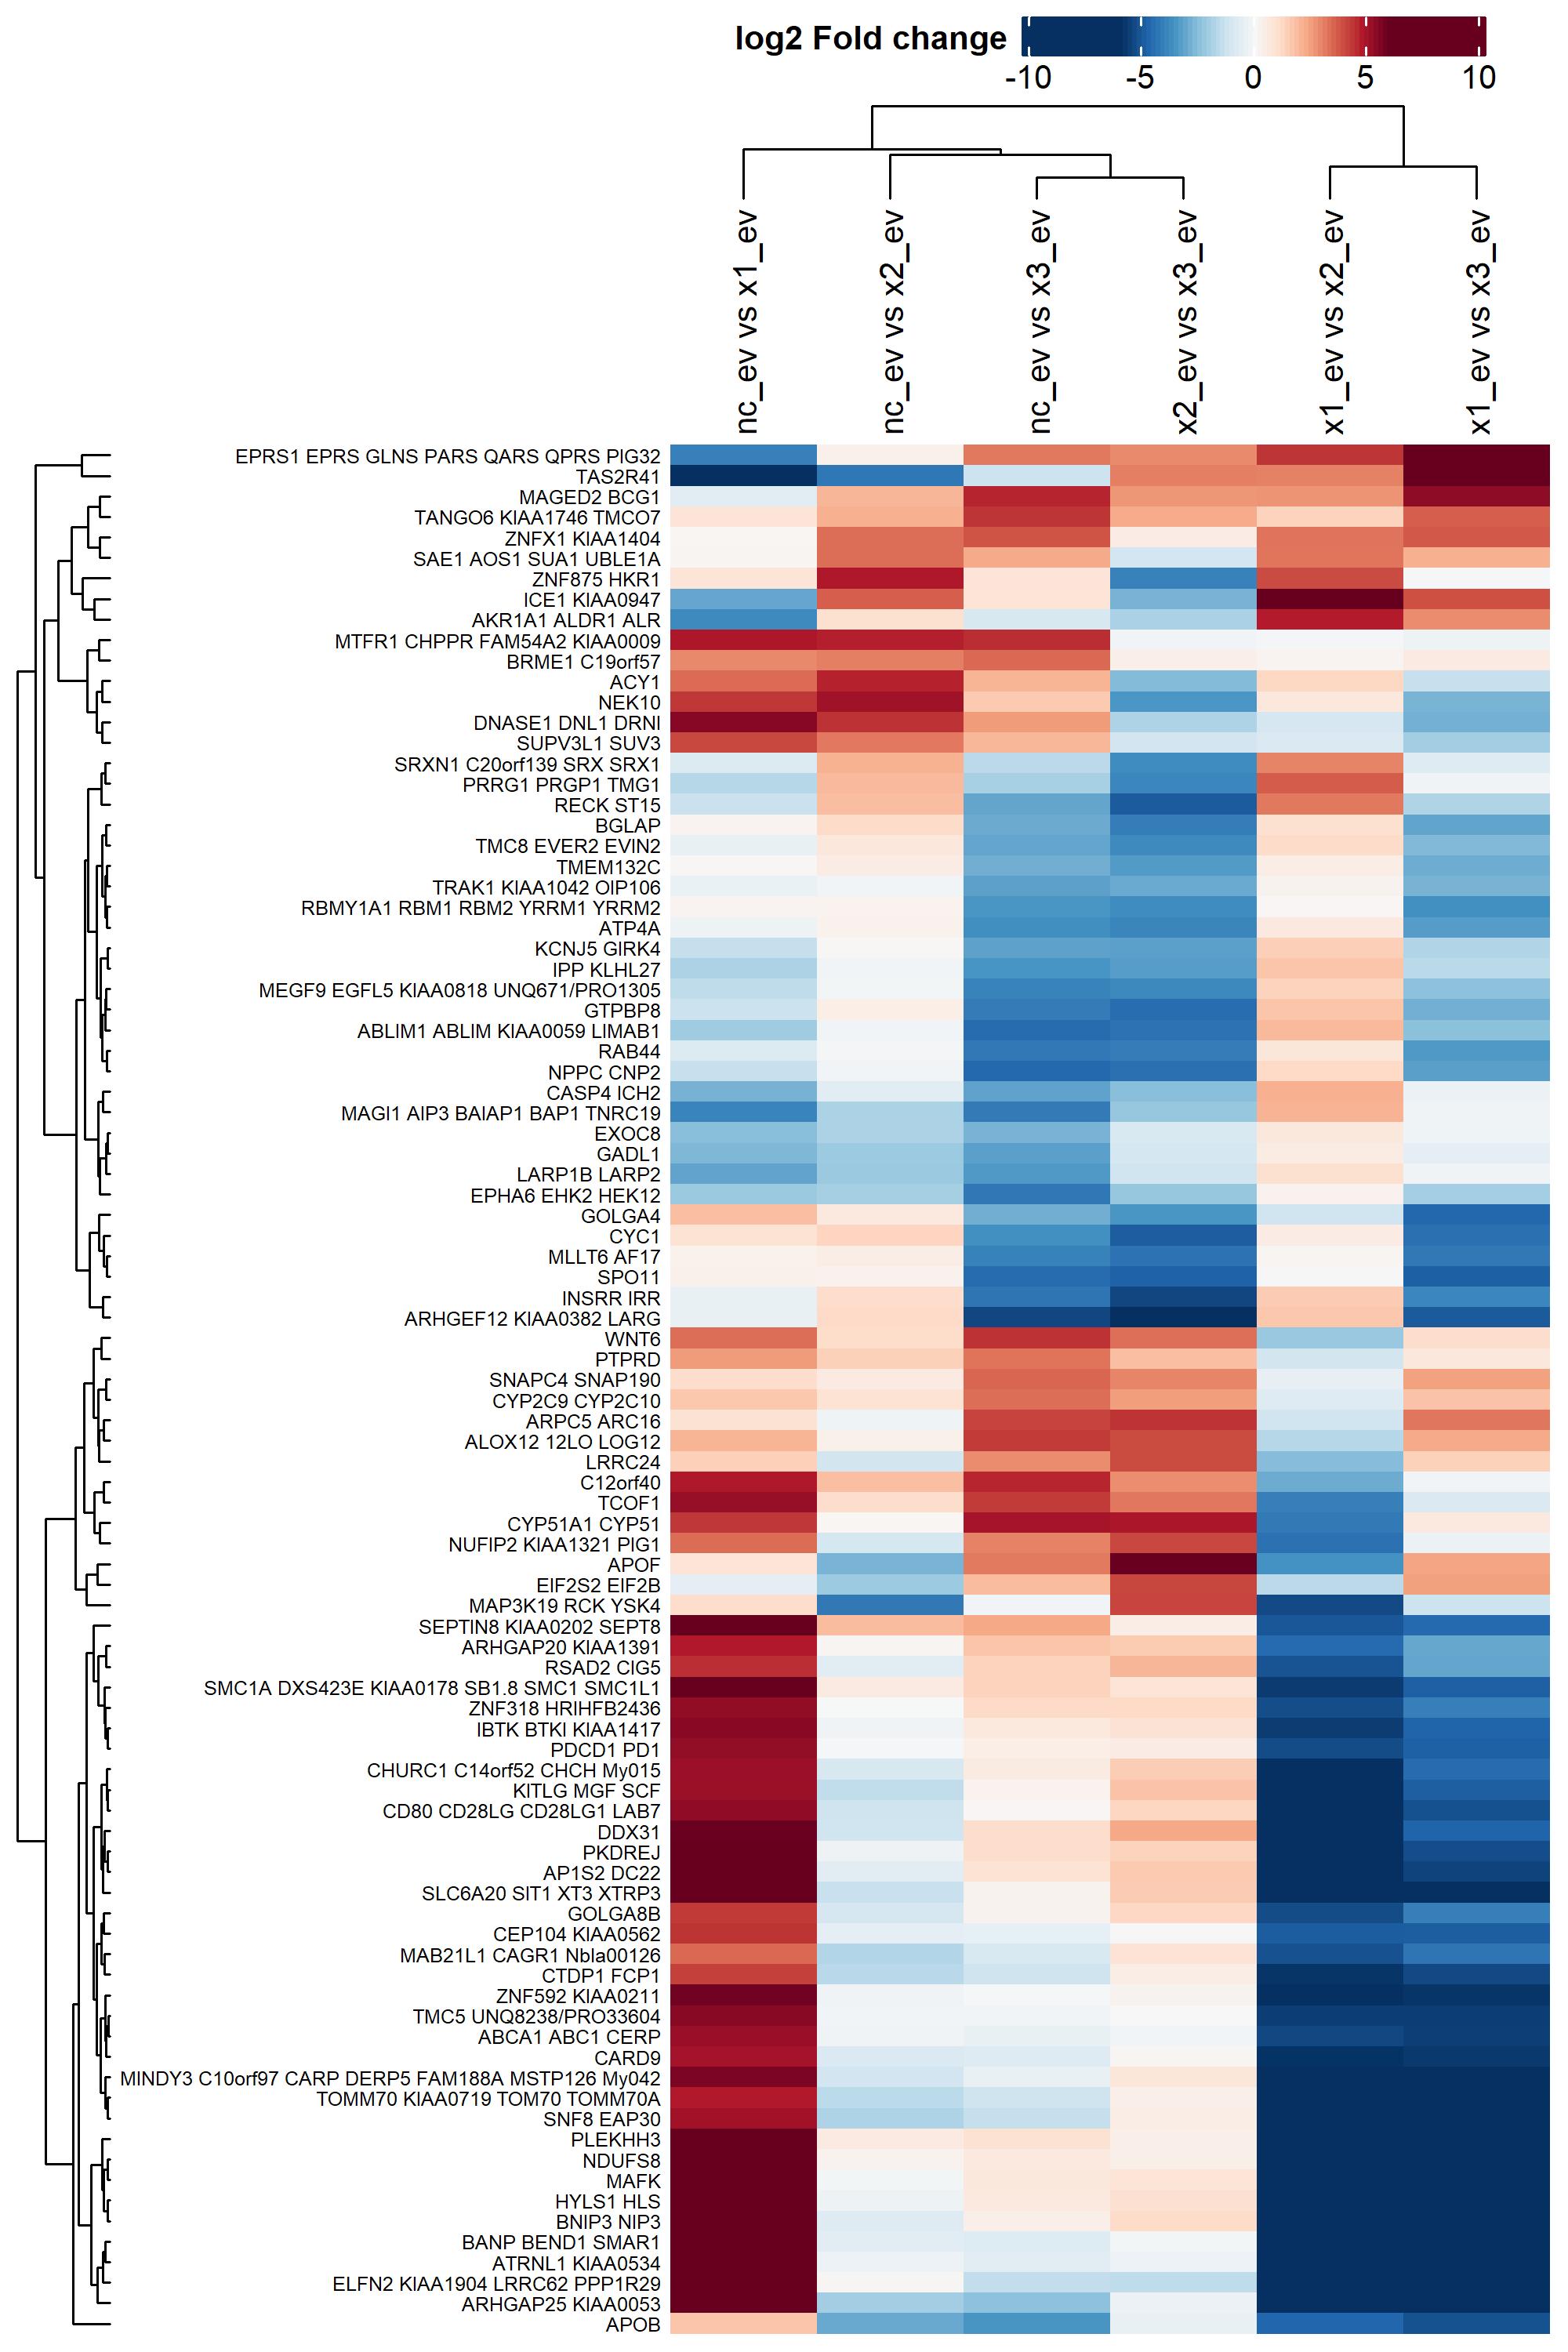 log2 Fold change
-10 -5 0 5 10
nc_ev vs x1_ev
nc_ev vs x2_ev
nc_ev vs x3_ev
x2_ev vs x3_ev
x1_ev vs x2_ev
x1_ev vs x3_ev
EPRS1 EPRS GLNS PARS QARS QPRS PIG32
TAS2R41
MAGED2 BCG1
TANGO6 KIAA1746 TMCO7
ZNFX1 KIAA1404
SAE1 AOS1 SUA1 UBLE1A
ZNF875 HKR1
ICE1 KIAA0947
AKR1A1 ALDR1 ALR
MTFR1 CHPPR FAM54A2 KIAA0009
BRME1 C19orf57
ACY1
NEK10
DNASE1 DNL1 DRNI
SUPV3L1 SUV3
SRXN1 C20orf139 SRX SRX1
PRRG1 PRGP1 TMG1
RECK ST15
BGLAP
TMC8 EVER2 EVIN2
TMEM132C
TRAK1 KIAA1042 OIP106
RBMY1A1 RBM1 RBM2 YRRM1 YRRM2
ATP4A
KCNJ5 GIRK4
IPP KLHL27
MEGF9 EGFL5 KIAA0818 UNQ671/PRO1305
GTPBP8
ABLIM1 ABLIM KIAA0059 LIMAB1
RAB44
NPPC CNP2
CASP4 ICH2
MAGI1 AIP3 BAIAP1 BAP1 TNRC19
EXOC8
GADL1
LARP1B LARP2
EPHA6 EHK2 HEK12
GOLGA4
CYC1
MLLT6 AF17
SPO11
INSRR IRR
ARHGEF12 KIAA0382 LARG
WNT6
PTPRD
SNAPC4 SNAP190
CYP2C9 CYP2C10
ARPC5 ARC16
ALOX12 12LO LOG12
LRRC24
C12orf40
TCOF1
CYP51A1 CYP51
NUFIP2 KIAA1321 PIG1
APOF
EIF2S2 EIF2B
MAP3K19 RCK YSK4
SEPTIN8 KIAA0202 SEPT8
ARHGAP20 KIAA1391
RSAD2 CIG5
SMC1A DXS423E KIAA0178 SB1.8 SMC1 SMC1L1
ZNF318 HRIHFB2436
IBTK BTKI KIAA1417
PDCD1 PD1
CHURC1 C14orf52 CHCH My015
KITLG MGF SCF
CD80 CD28LG CD28LG1 LAB7
DDX31
PKDREJ
AP1S2 DC22
SLC6A20 SIT1 XT3 XTRP3
GOLGA8B
CEP104 KIAA0562
MAB21L1 CAGR1 Nbla00126
CTDP1 FCP1
ZNF592 KIAA0211
TMC5 UNQ8238/PRO33604
ABCA1 ABC1 CERP
CARD9
MINDY3 C10orf97 CARP DERP5 FAM188A MSTP126 My042
TOMM70 KIAA0719 TOM70 TOMM70A
SNF8 EAP30
PLEKHH3
NDUFS8
MAFK
HYLS1 HLS
BNIP3 NIP3
BANP BEND1 SMAR1
ATRNL1 KIAA0534
ELFN2 KIAA1904 LRRC62 PPP1R29
ARHGAP25 KIAA0053
APOB